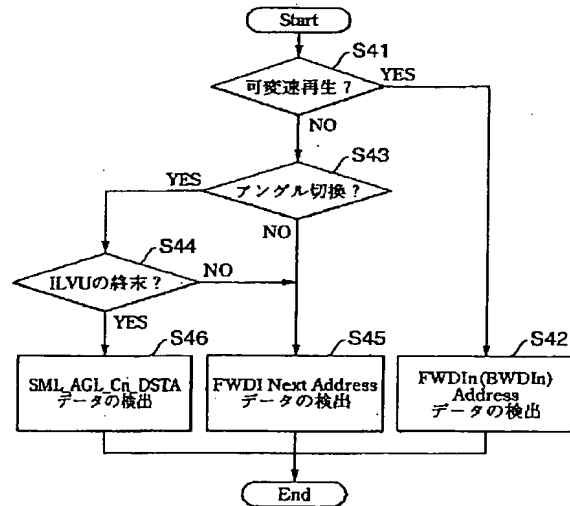 Start
S41
可変速再生？
YES
NO
S43
アングル切換？
YES
NO
S44
ILVUの終末？
NO
YES
S46
SML_AGL_Cn_DSTA
データの検出
S45
FWDI Next Address
データの検出
S42
FWDIn(BWDIn)
Address
データの検出
End